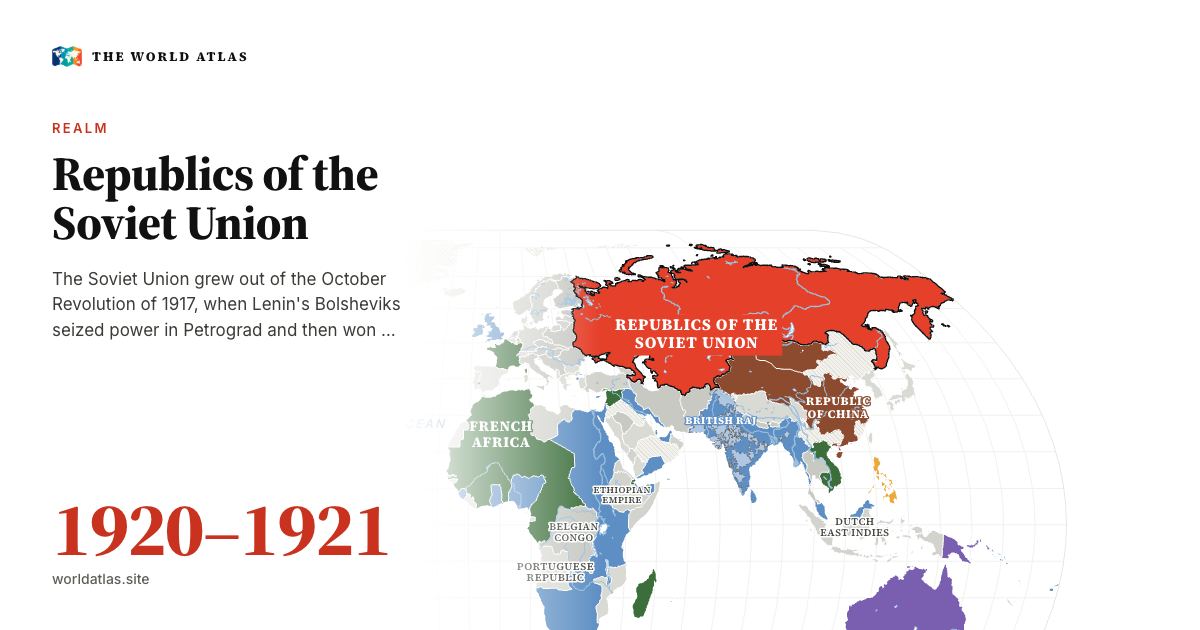 THE WORLD ATLAS
REALM
Republics of the
Soviet Union
The Soviet Union grew out of the October
Revolution of 1917, when Lenin's Bolsheviks
seized power in Petrograd and then won ...
1920–1921
worldatlas.site
REPUBLICS OF THE
SOVIET UNION
REPUBLIC
OF CHINA
BRITISH RAJ
CEAN
FRENCH
AFRICA
ETHIOPIAN
EMPIRE
BELGIAN
CONGO
DUTCH
EAST INDIES
PORTUGUESE
REPUBLIC